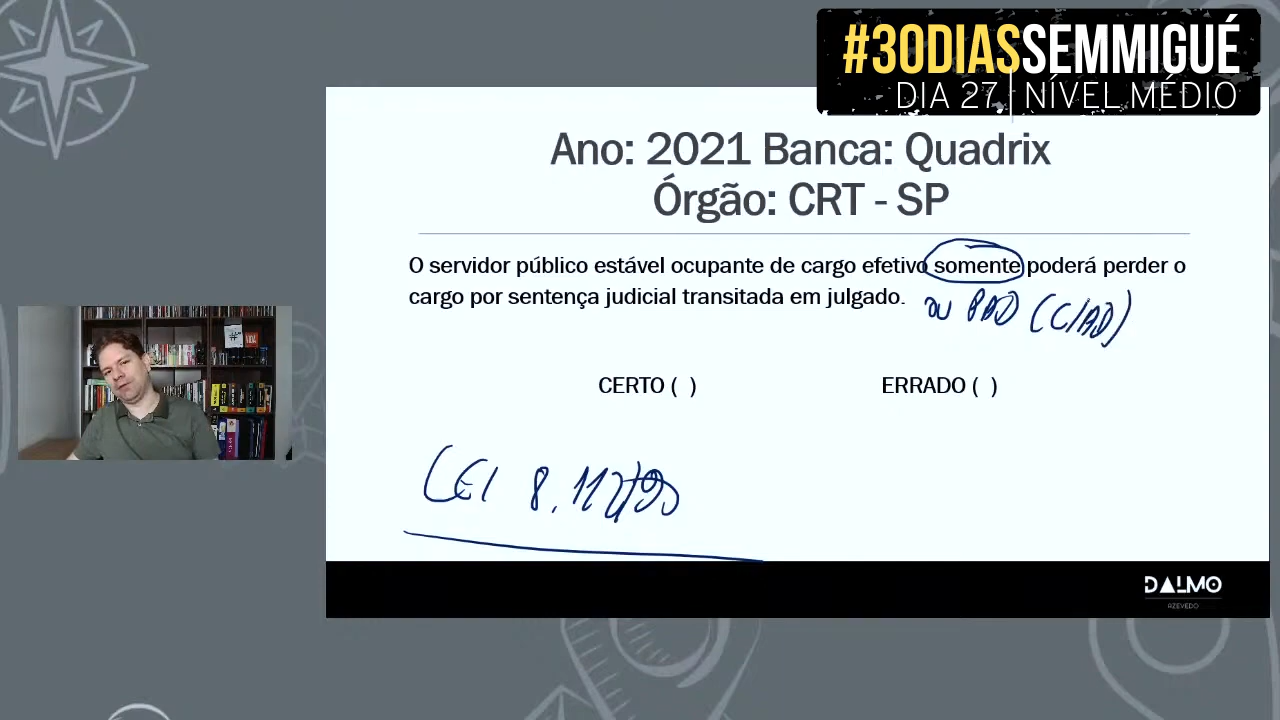 #30DIASSEMMIGUÉ
DIA 27 | NÍVEL MÉDIO
Ano: 2021 Banca: Quadrix
Órgão: CRT - SP
O servidor público estável ocupante de cargo efetivo somente poderá perder o
cargo por sentença judicial transitada em julgado.
ou PAD (C/AD)
CERTO ( ) ERRADO ( )
LEI 8.112/90
DALMO
AZEVEDO